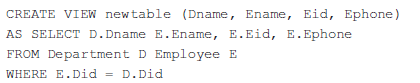 CREATE VIEW newtable (Dname, Ename, Eid, Ephone)
AS SELECT D.Dname E.Ename, E.Eid, E.Ephone
FROM Department D Employee E
WHERE E.Did = D.Did